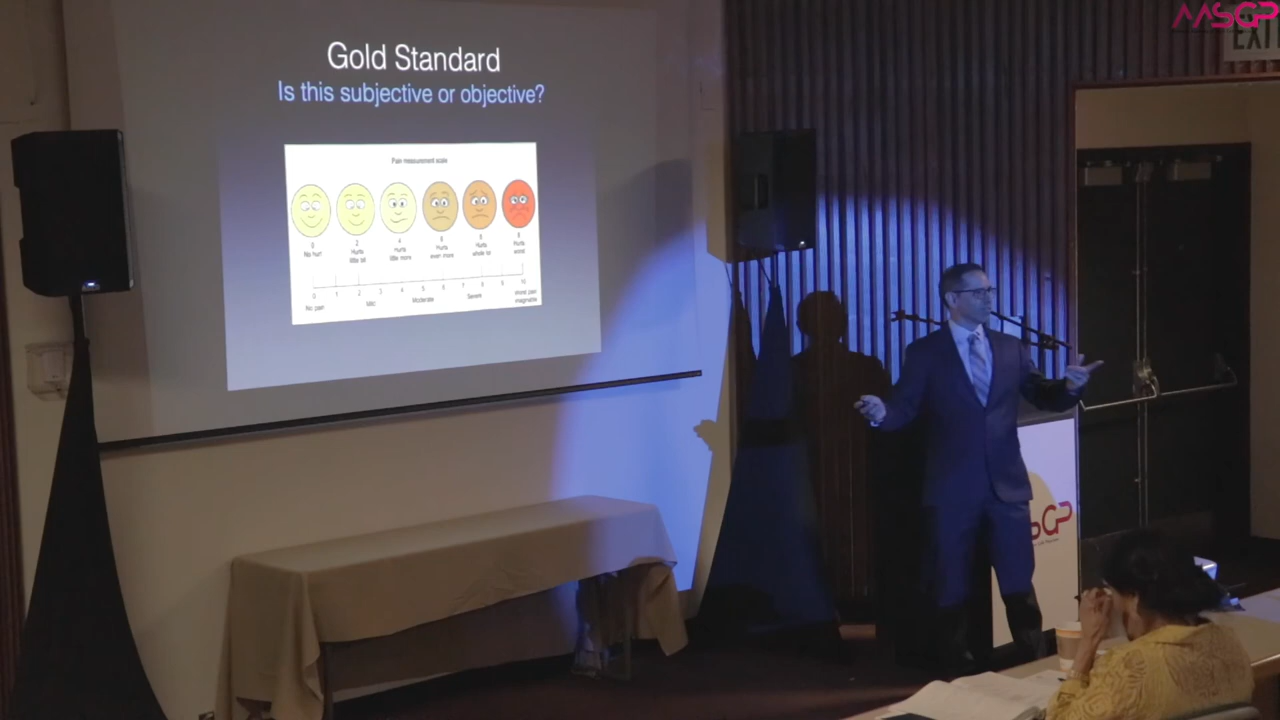 AASCP
EXIT
Gold Standard
Is this subjective or objective?
Pain measurement scale
0 2 4 6 8
No hurt
Hurts little bit
Hurts little more
Hurts even more
Hurts whole lot
Hurts worst
0 1 2 3 4 5 6 7 8 9 10
No pain Mild Moderate Severe Worst pain imaginable
SCP